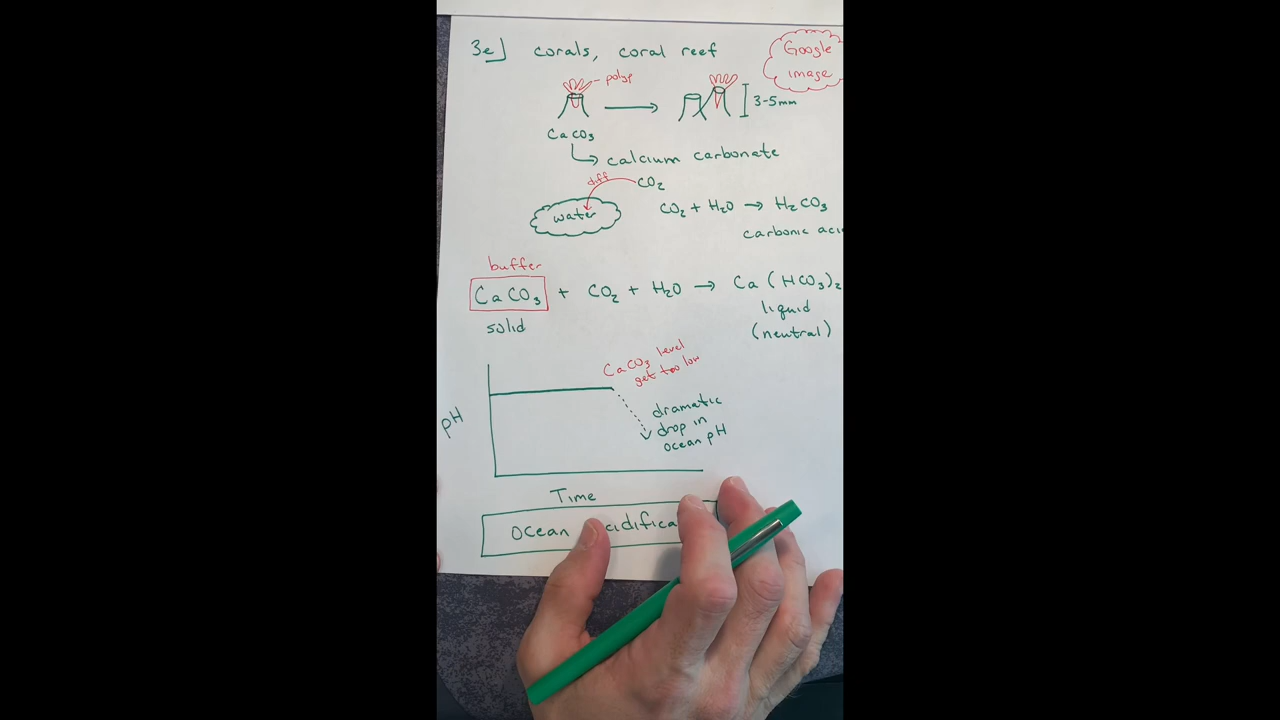 3e] corals, coral reef
Google
image
polyp
3-5mm
CaCO₃
calcium carbonate
diff
CO₂
water
CO₂ + H₂O → H₂CO₃
carbonic
buffer
CaCO₃ + CO₂ + H₂O → Ca(HCO₃)₂
solid
liquid
(neutral)
CaCO₃ level
get too low
pH
dramatic
drop in
ocean pH
Time
Ocean